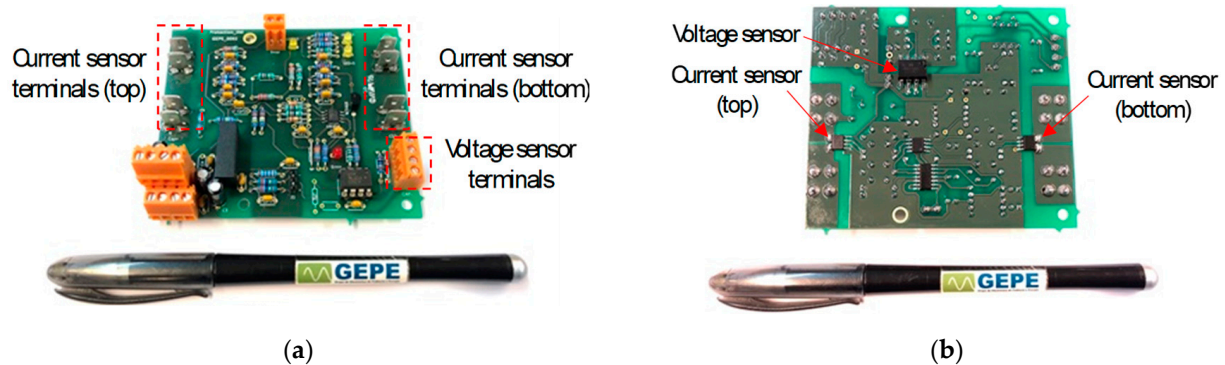 Current sensor
terminals (top)
Current sensor
terminals (bottom)
Voltage sensor
terminals
GEPE
(a)
Voltage sensor
Current sensor
(top)
Current sensor
(bottom)
GEPE
(b)